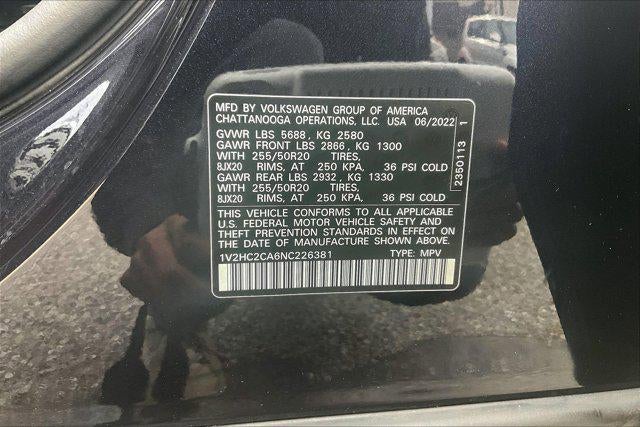 MFD BY VOLKSWAGEN GROUP OF AMERICA
CHATTANOOGA OPERATIONS, LLC. USA 06/2022
GVWR LBS 5688, KG 2580
GAWR FRONT LBS 2866, KG 1300
WITH 255/50R20 TIRES,
8JX20 RIMS, AT 250 KPA, 36 PSI COLD
GAWR REAR LBS 2932, KG 1330
WITH 255/50R20 TIRES,
8JX20 RIMS, AT 250 KPA, 36 PSI COLD
THIS VEHICLE CONFORMS TO ALL APPLICABLE
U.S. FEDERAL MOTOR VEHICLE SAFETY AND
THEFT PREVENTION STANDARDS IN EFFECT ON THE
DATE OF MANUFACTURE SHOWN ABOVE.
1V2HC2CA6NC226381 TYPE: MPV
2350113 1